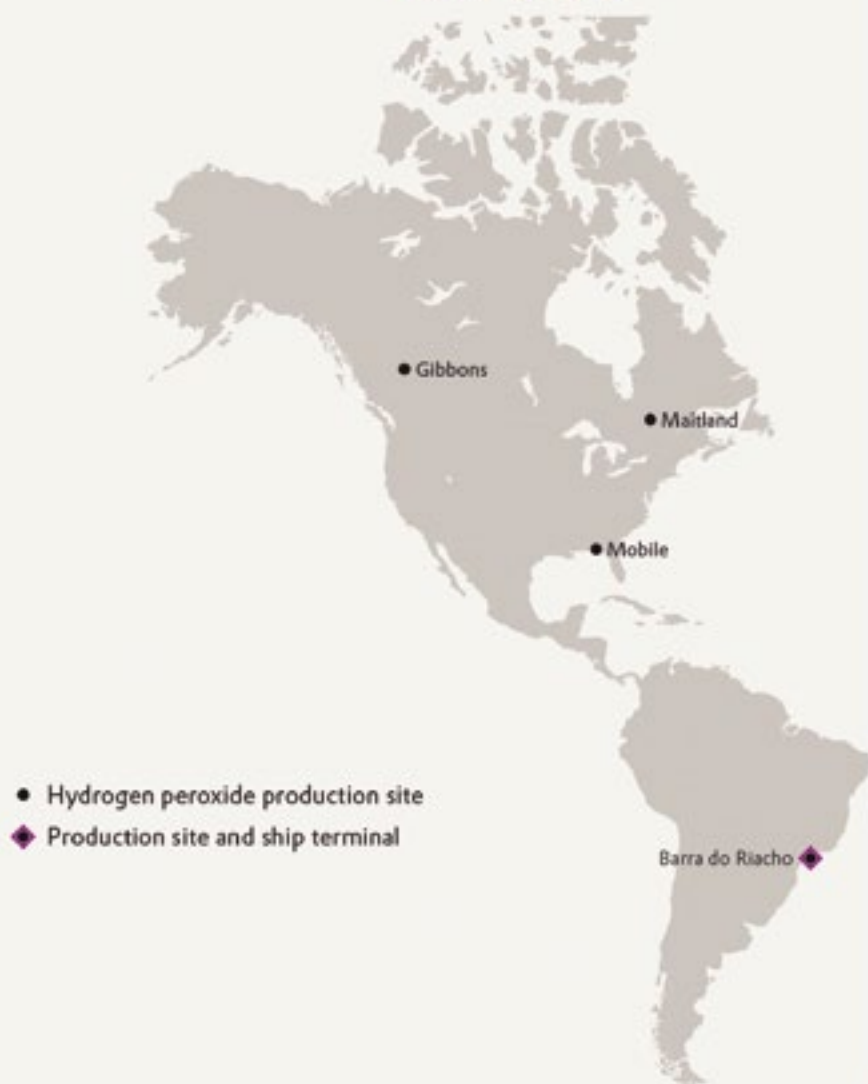 Gibbons
Maitland
Mobile
Hydrogen peroxide production site
Production site and ship terminal
Barra do Riacho